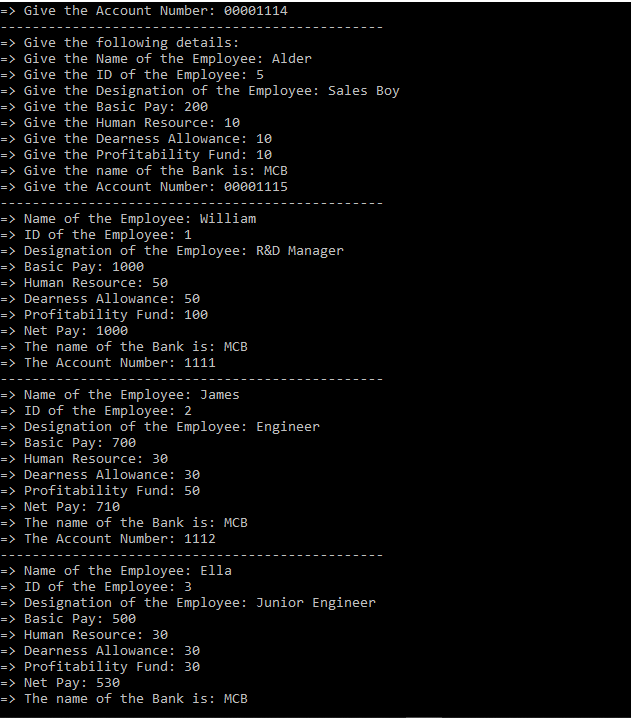 => Give the Account Number: 00001114
------------------------------------------------
=> Give the following details:
=> Give the Name of the Employee: Alder
=> Give the ID of the Employee: 5
=> Give the Designation of the Employee: Sales Boy
=> Give the Basic Pay: 200
=> Give the Human Resource: 10
=> Give the Dearness Allowance: 10
=> Give the Profitability Fund: 10
=> Give the name of the Bank is: MCB
=> Give the Account Number: 00001115
------------------------------------------------
=> Name of the Employee: William
=> ID of the Employee: 1
=> Designation of the Employee: R&D Manager
=> Basic Pay: 1000
=> Human Resource: 50
=> Dearness Allowance: 50
=> Profitability Fund: 100
=> Net Pay: 1000
=> The name of the Bank is: MCB
=> The Account Number: 1111
------------------------------------------------
=> Name of the Employee: James
=> ID of the Employee: 2
=> Designation of the Employee: Engineer
=> Basic Pay: 700
=> Human Resource: 30
=> Dearness Allowance: 30
=> Profitability Fund: 50
=> Net Pay: 710
=> The name of the Bank is: MCB
=> The Account Number: 1112
------------------------------------------------
=> Name of the Employee: Ella
=> ID of the Employee: 3
=> Designation of the Employee: Junior Engineer
=> Basic Pay: 500
=> Human Resource: 30
=> Dearness Allowance: 30
=> Profitability Fund: 30
=> Net Pay: 530
=> The name of the Bank is: MCB